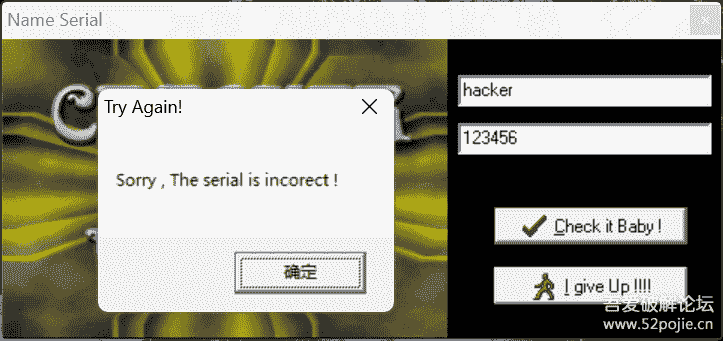 Name Serial
Try Again!
Sorry , The serial is incorect !
确定
hacker
123456
Check it Baby !
I give Up !!!!
吾爱破解论坛
www.52pojie.cn